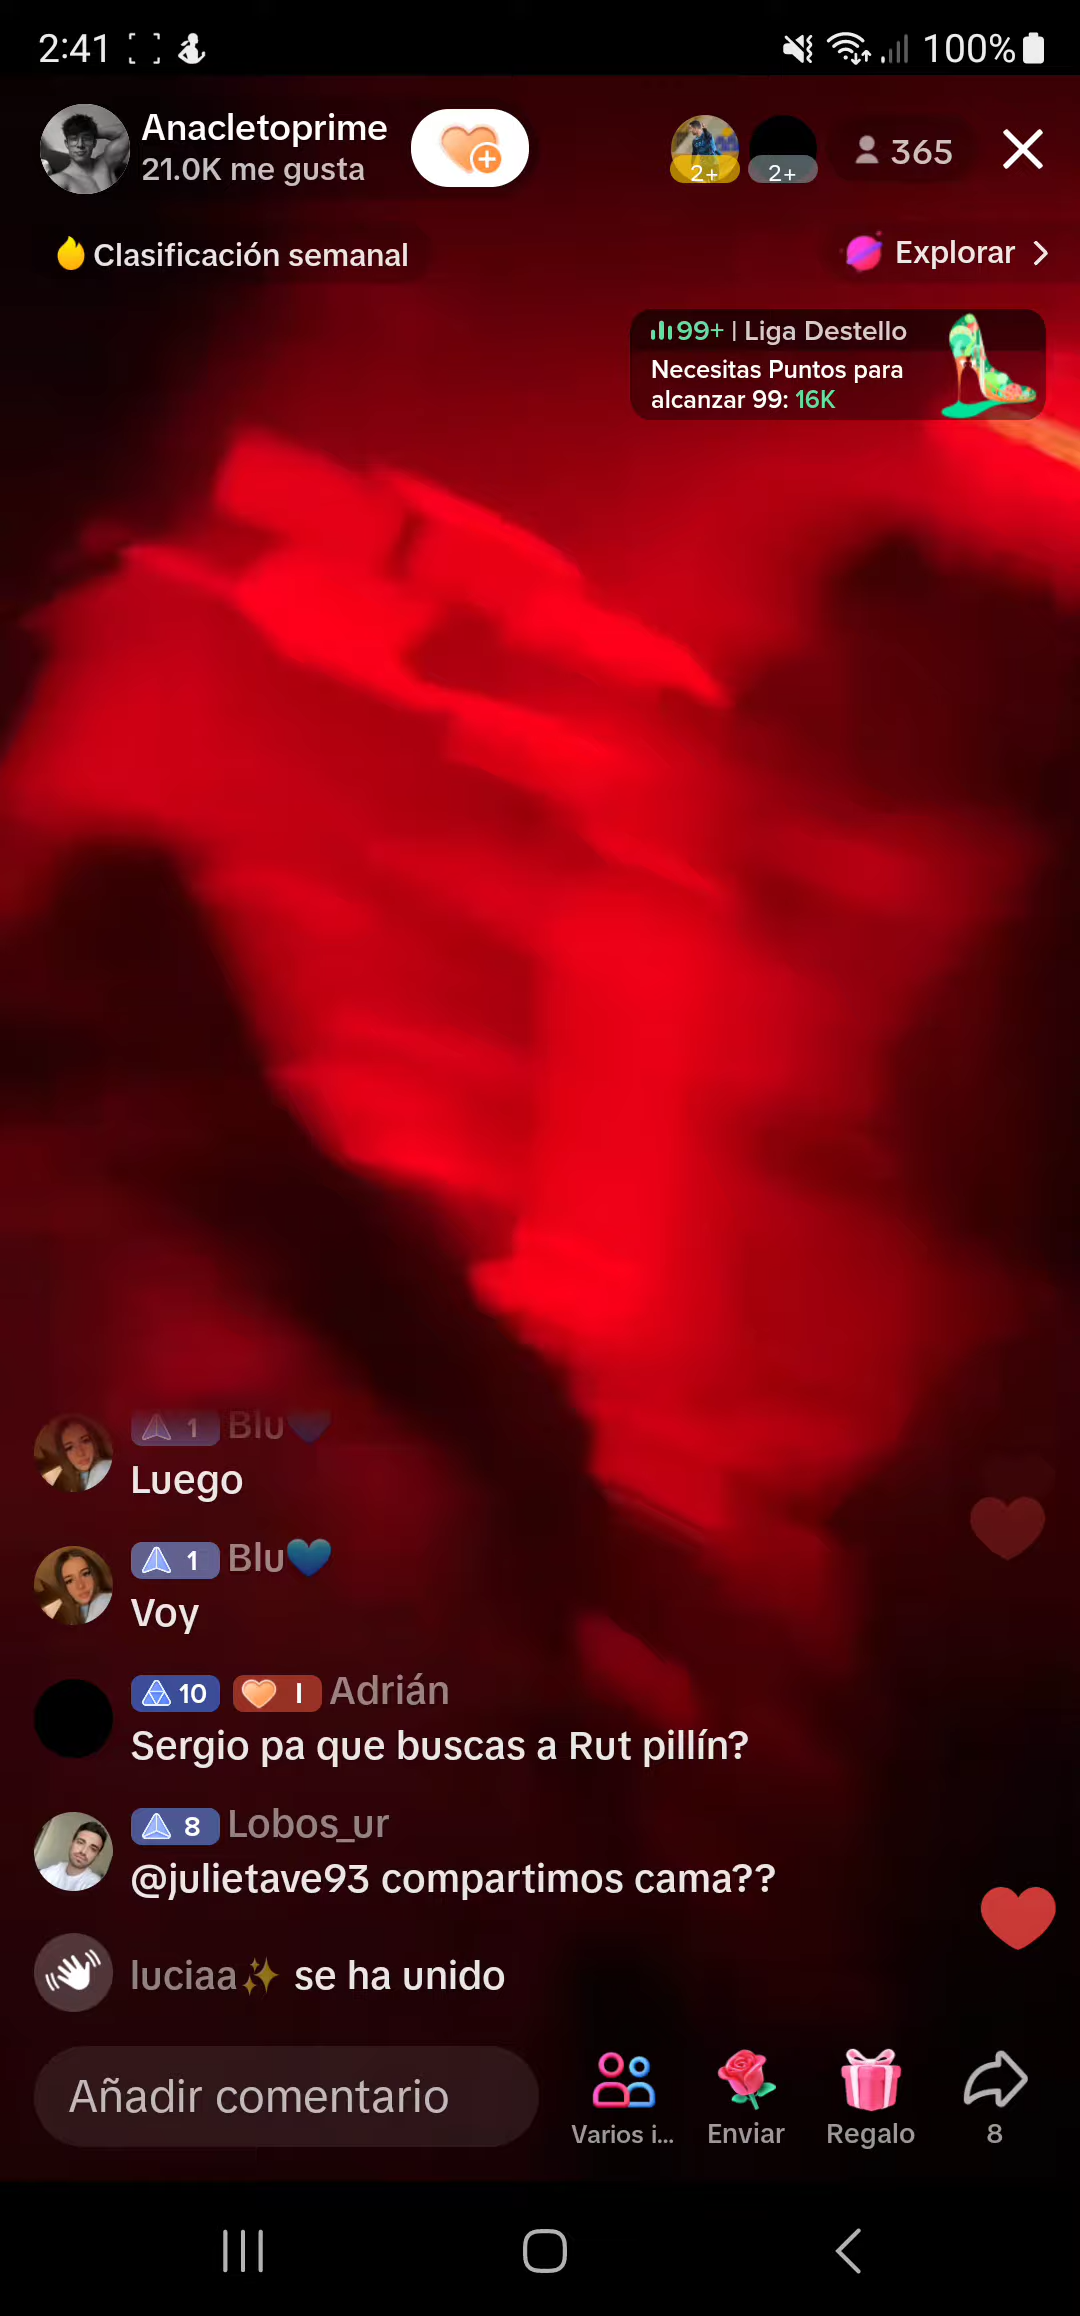 2:41
100%
Anacletoprime
21.0K me gusta
2+
2+
365
Clasificación semanal
Explorar
99+ | Liga Destello
Necesitas Puntos para
alcanzar 99: 16K
1 Blu
Luego
1 Blu
Voy
10 I Adrián
Sergio pa que buscas a Rut pillín?
8 Lobos_ur
@julietave93 compartimos cama??
luciaa se ha unido
Añadir comentario
Varios i...
Enviar
Regalo
8